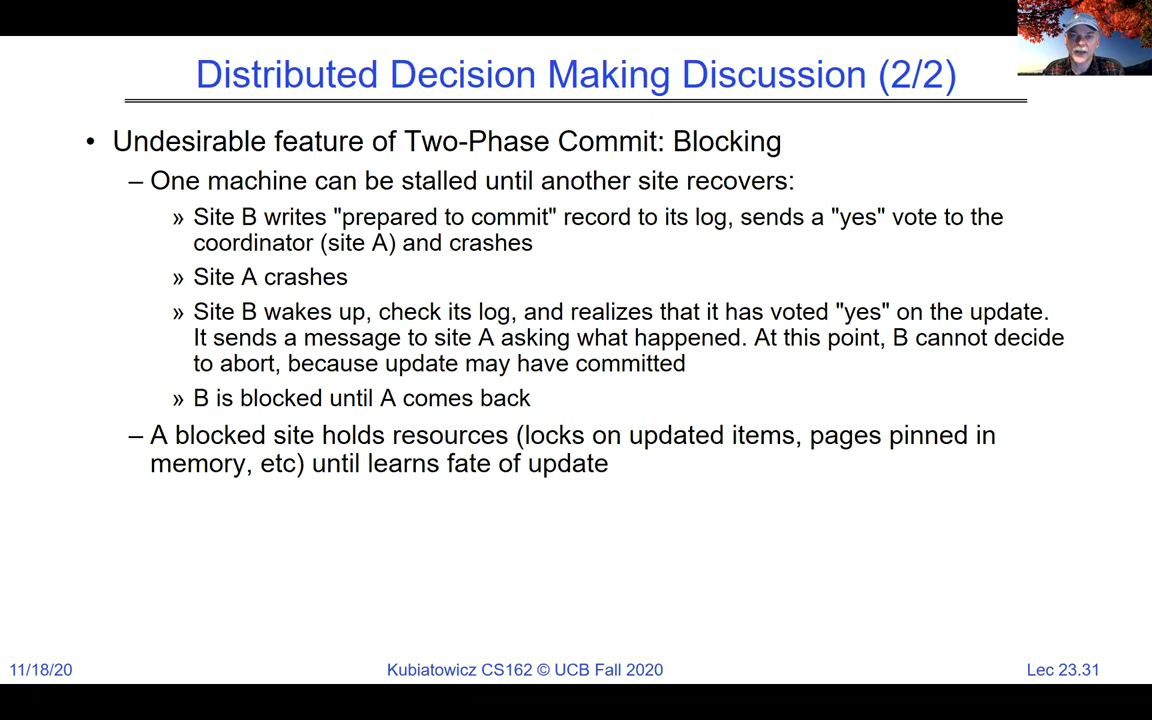 Distributed Decision Making Discussion (2/2)
• Undesirable feature of Two-Phase Commit: Blocking
– One machine can be stalled until another site recovers:
» Site B writes "prepared to commit" record to its log, sends a "yes" vote to the
coordinator (site A) and crashes
» Site A crashes
» Site B wakes up, check its log, and realizes that it has voted "yes" on the update.
It sends a message to site A asking what happened. At this point, B cannot decide
to abort, because update may have committed
» B is blocked until A comes back
– A blocked site holds resources (locks on updated items, pages pinned in
memory, etc) until learns fate of update
11/18/20
Kubiatowicz CS162 © UCB Fall 2020
Lec 23.31